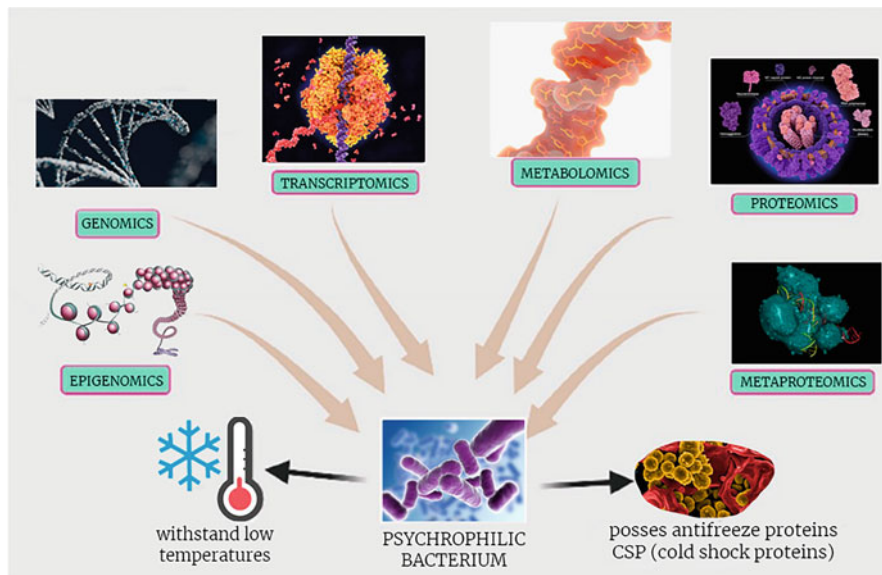 TRANSCRIPTOMICS
METABOLOMICS
PROTEOMICS
GENOMICS
EPIGENOMICS
METAPROTEOMICS
withstand low
temperatures
PSYCHROPHILIC
BACTERIUM
posses antifreeze proteins
CSP (cold shock proteins)